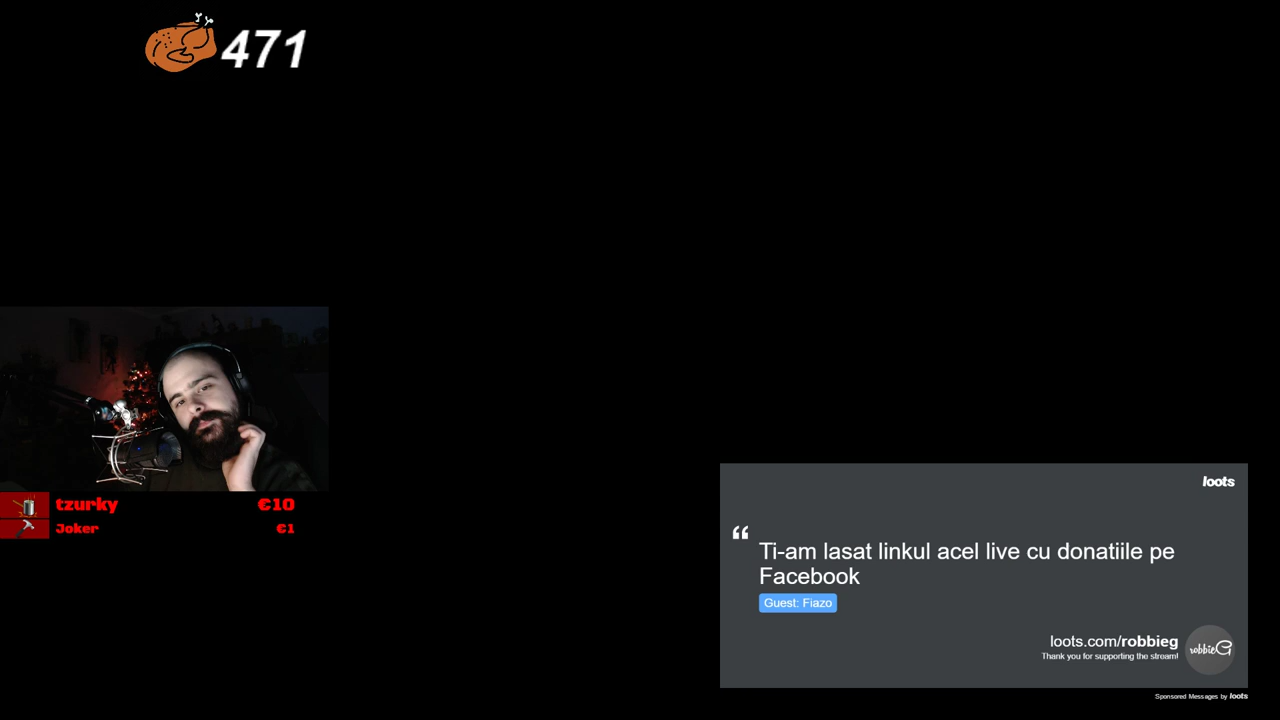 471
tzurky €10
Joker €1
loots
“
Ti-am lasat linkul acel live cu donatiile pe
Facebook
Guest: Fiazo
loots.com/robbieg
Thank you for supporting the stream!
robbieG
Sponsored Messages by loots